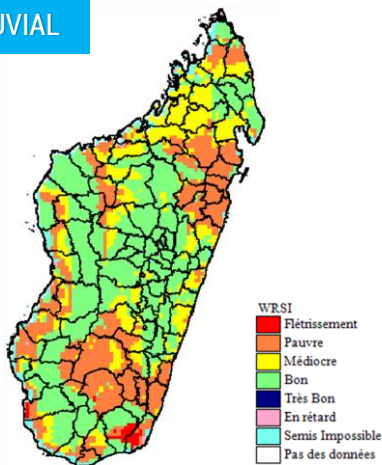 UVIAL
WRSI
Flétrissement
Pauvre
Médiocre
Bon
Très Bon
En rétard
Semis Impossible
Pas des données